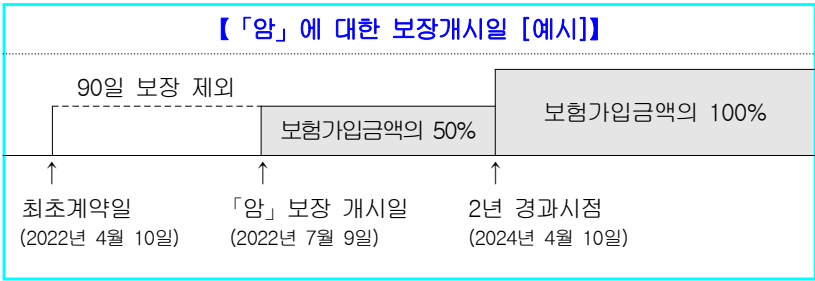 【「암」에 대한 보장개시일 [예시]】
90일 보장 제외
보험가입금액의 50%
보험가입금액의 100%
↑ ↑ ↑
최초계약일 「암」보장 개시일 2년 경과시점
(2022년 4월 10일) (2022년 7월 9일) (2024년 4월 10일)